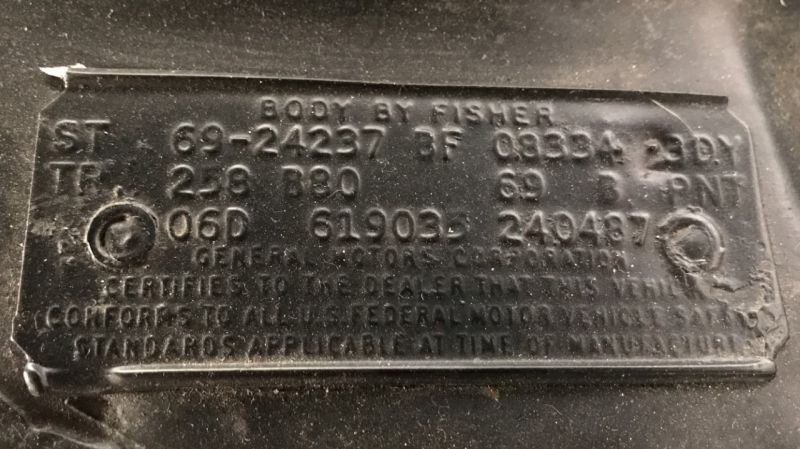 BODY BY FISHER
ST 69-24237 BF 08334 BDY
TR 258 B80 69 B PNT
06D 619035 240487
GENERAL MOTORS CORPORATION
CERTIFIES TO THE DEALER THAT THIS VEHICLE
CONFORMS TO ALL U.S. FEDERAL MOTOR VEHICLE SAFETY
STANDARDS APPLICABLE AT TIME OF MANUFACTURE